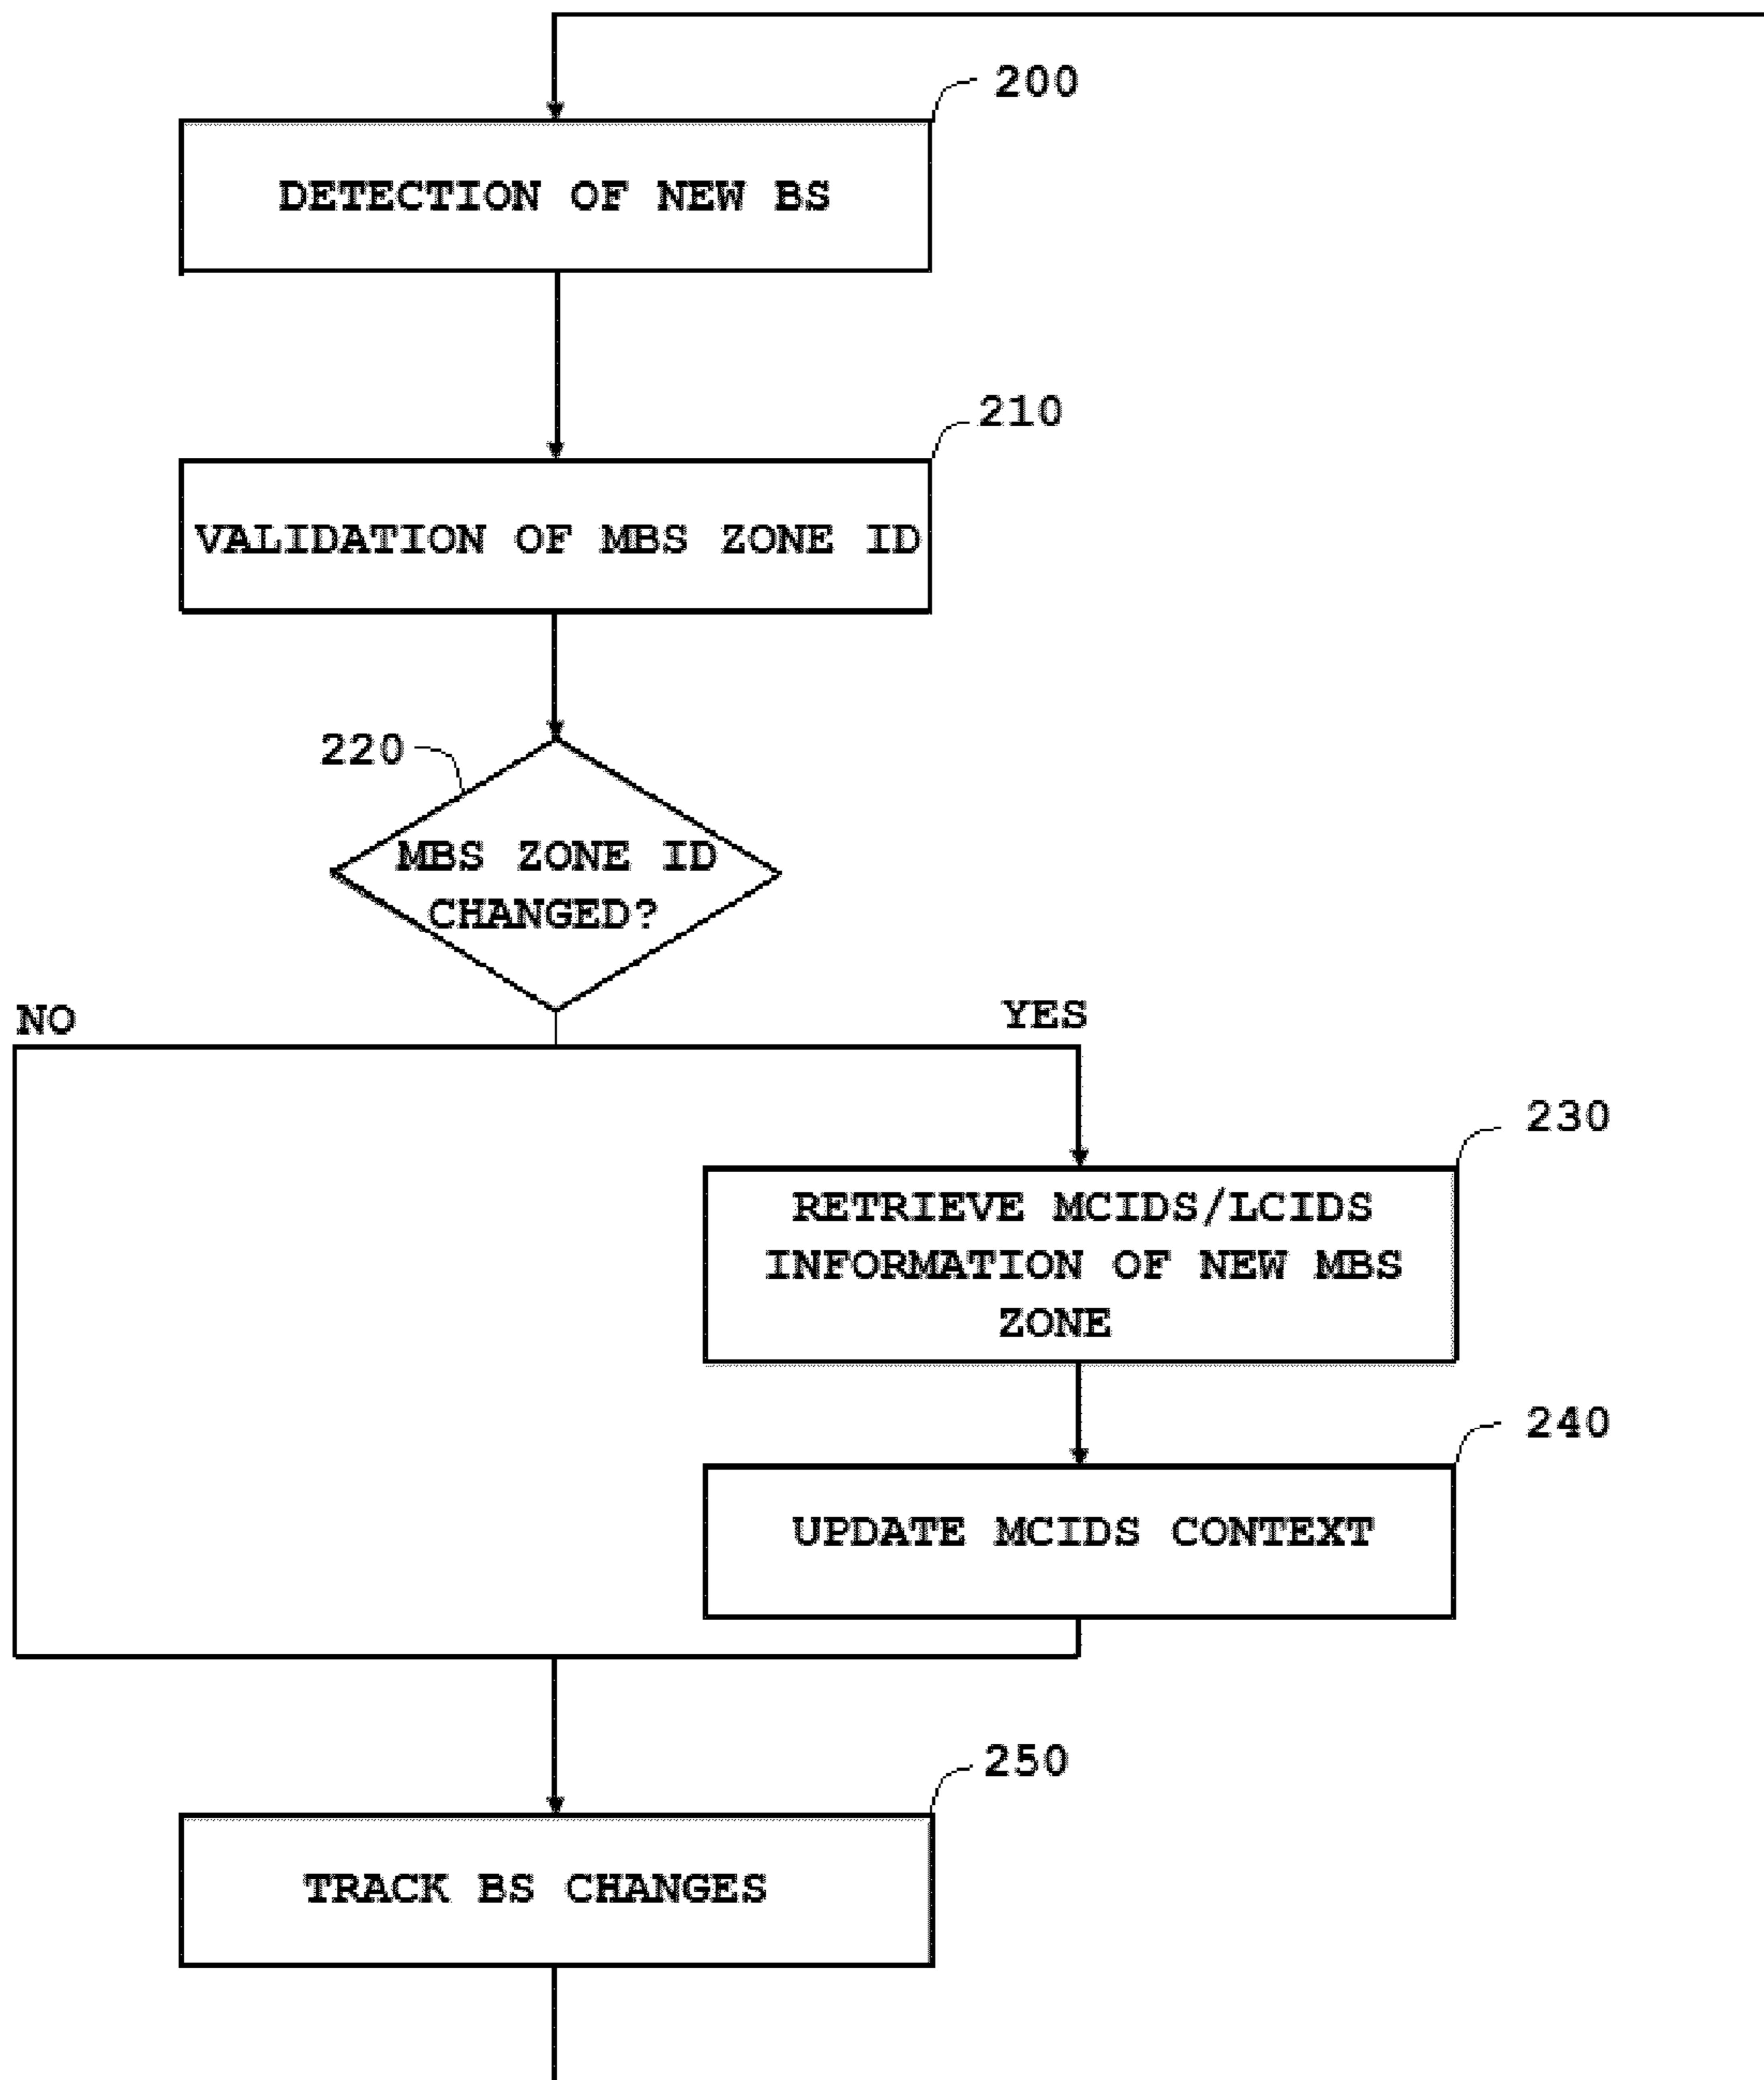 200
DETECTION OF NEW BS
210
VALIDATION OF MBS ZONE ID
220
MBS ZONE ID
CHANGED?
NO
YES
230
RETRIEVE MCIDS/LCIDS
INFORMATION OF NEW MBS
ZONE
240
UPDATE MCIDS CONTEXT
250
TRACK BS CHANGES